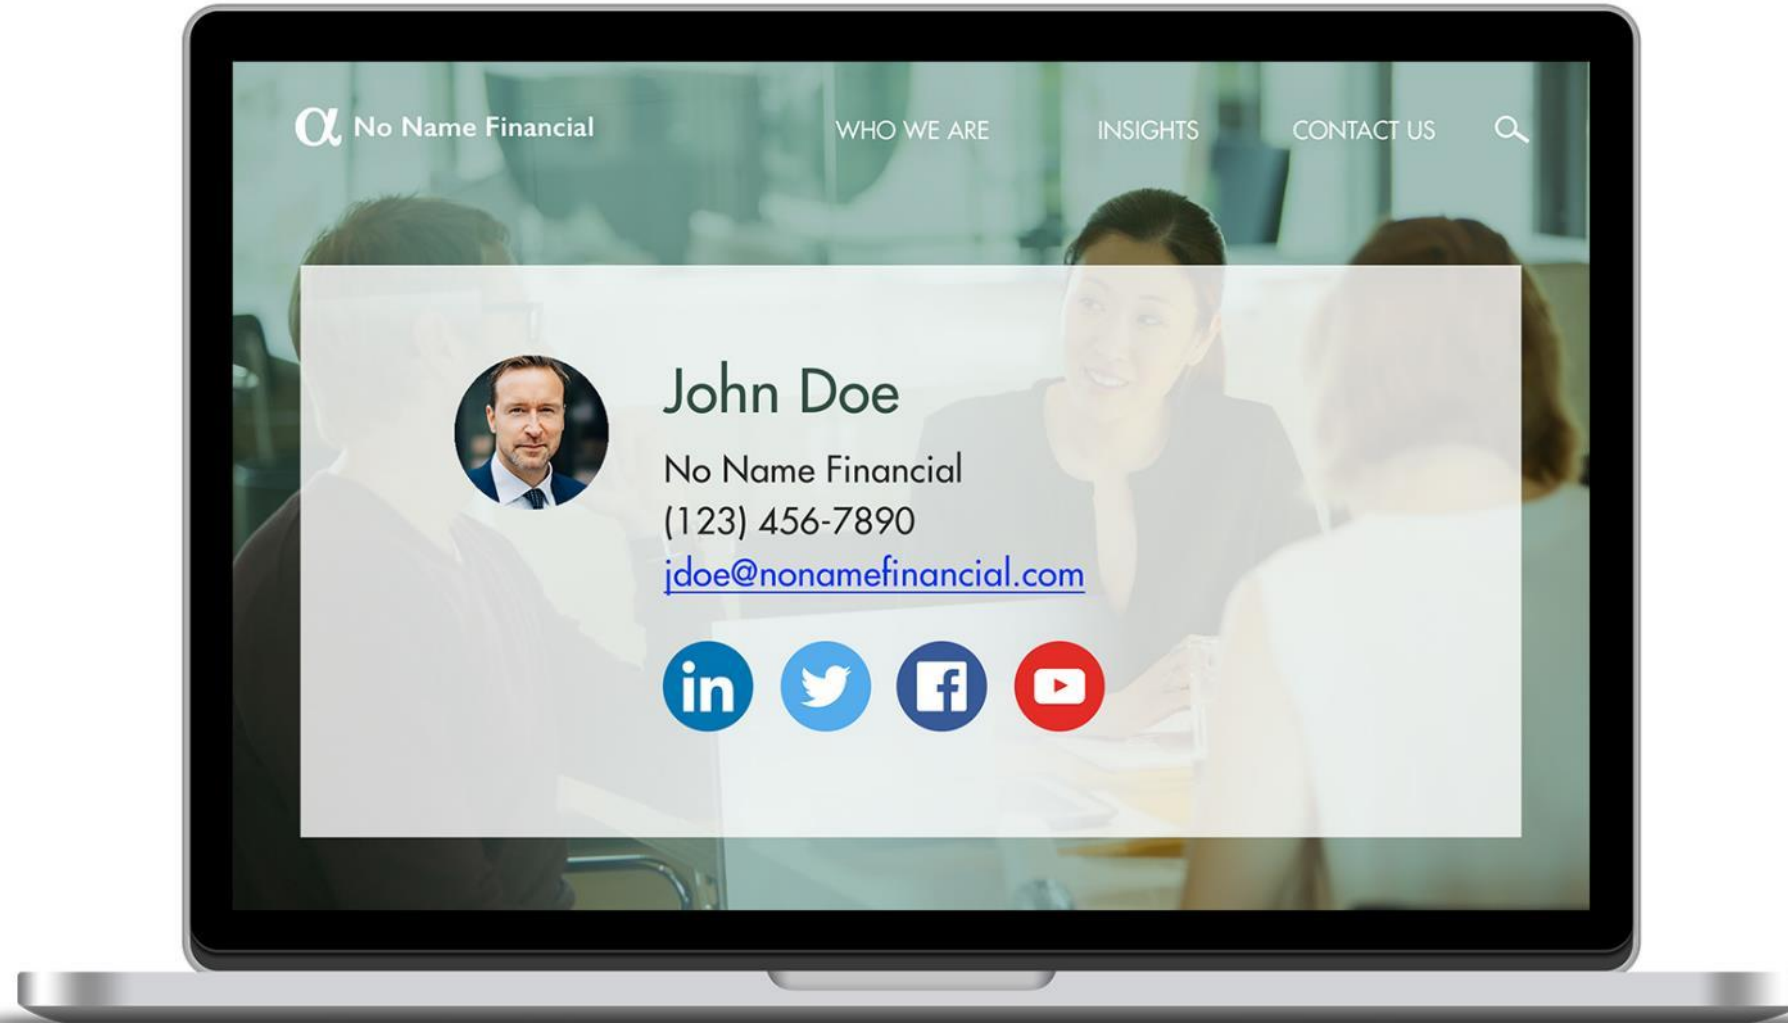 α No Name Financial
WHO WE ARE
INSIGHTS
CONTACT US
John Doe
No Name Financial
(123) 456-7890
jdoe@nonamefinancial.com
in
f